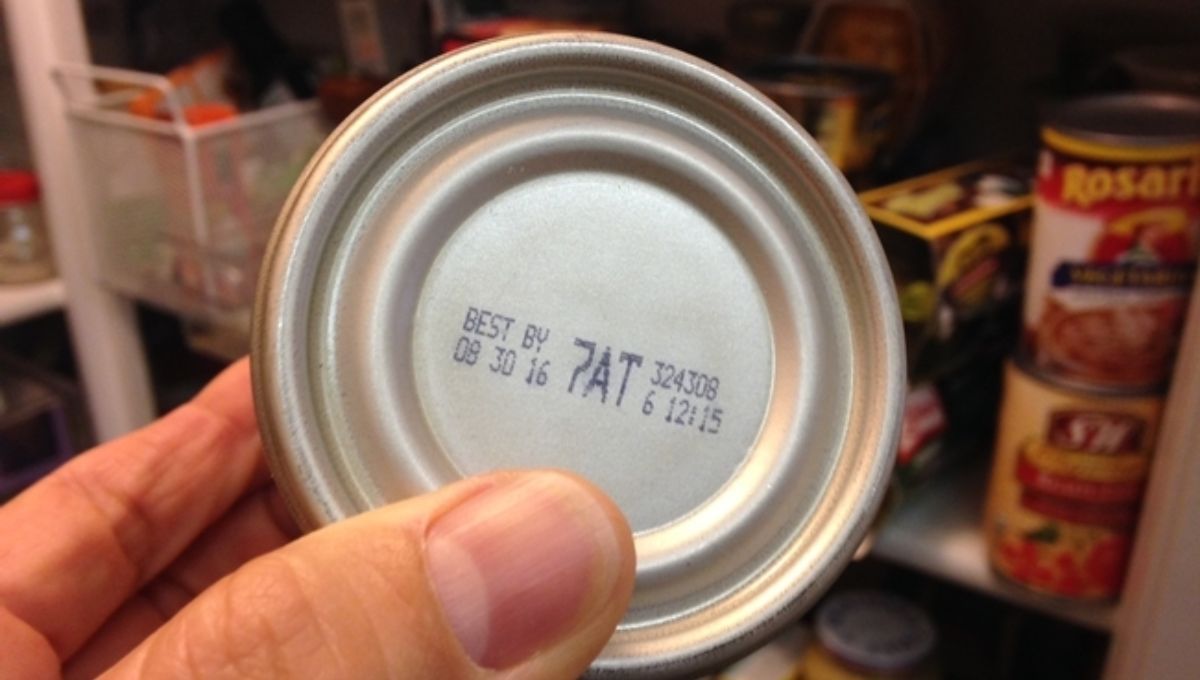 BEST BY
08 30 16
7AT
324308
6 12:15
Rosari
S&W